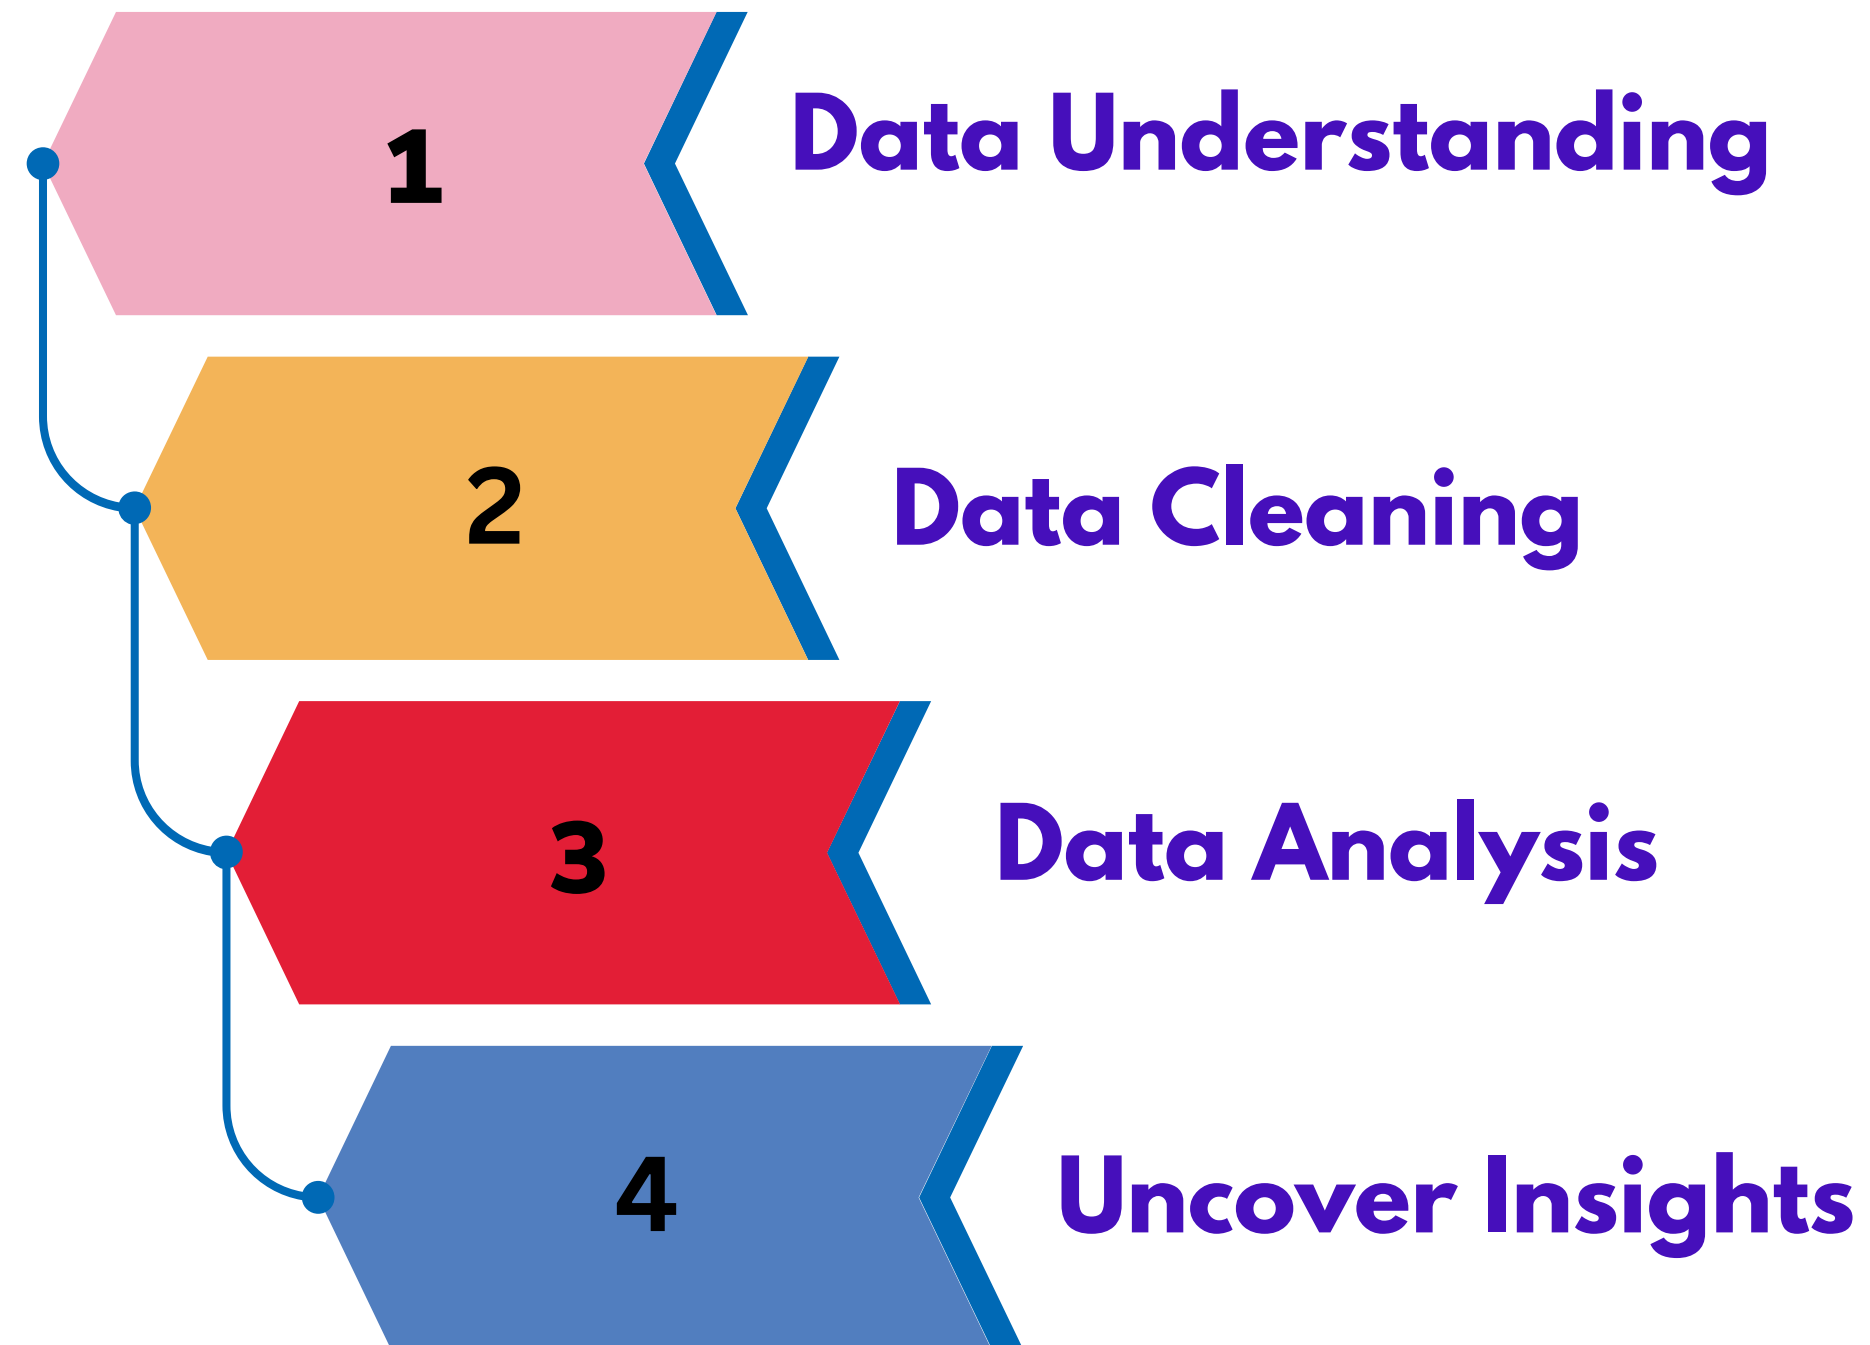 1
Data Understanding
2
Data Cleaning
3
Data Analysis
4
Uncover Insights